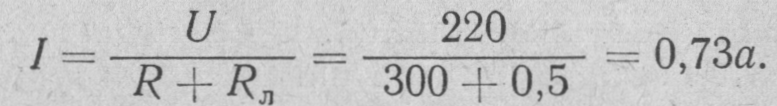 I = U / (R + Rл) = 220 / (300 + 0,5) = 0,73а.